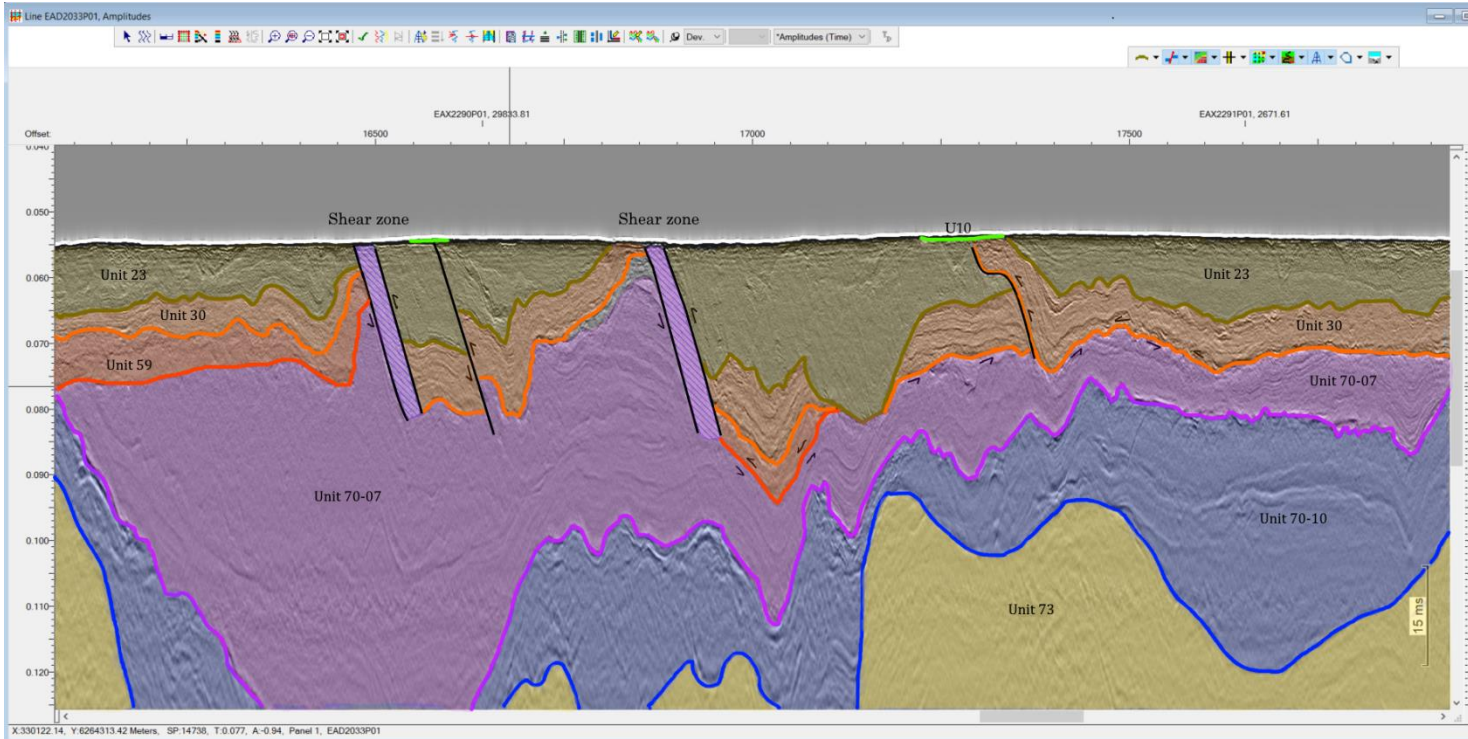 Line EAD2033P01, Amplitudes
Dev.
*Amplitudes (Time)
EAX2290P01, 29833.81
EAX2291P01, 2671.61
Offset:
16500
17000
17500
0.040
0.050
Shear zone
Shear zone
U10
0.060
Unit 23
Unit 23
Unit 30
Unit 30
0.070
Unit 59
Unit 70-07
0.080
0.090
Unit 70-07
Unit 70-10
0.100
0.110
Unit 73
15 ms
0.120
X:330122.14, Y:6264313.42 Meters, SP:14738, T:0.077, A:-0.94, Panel 1, EAD2033P01